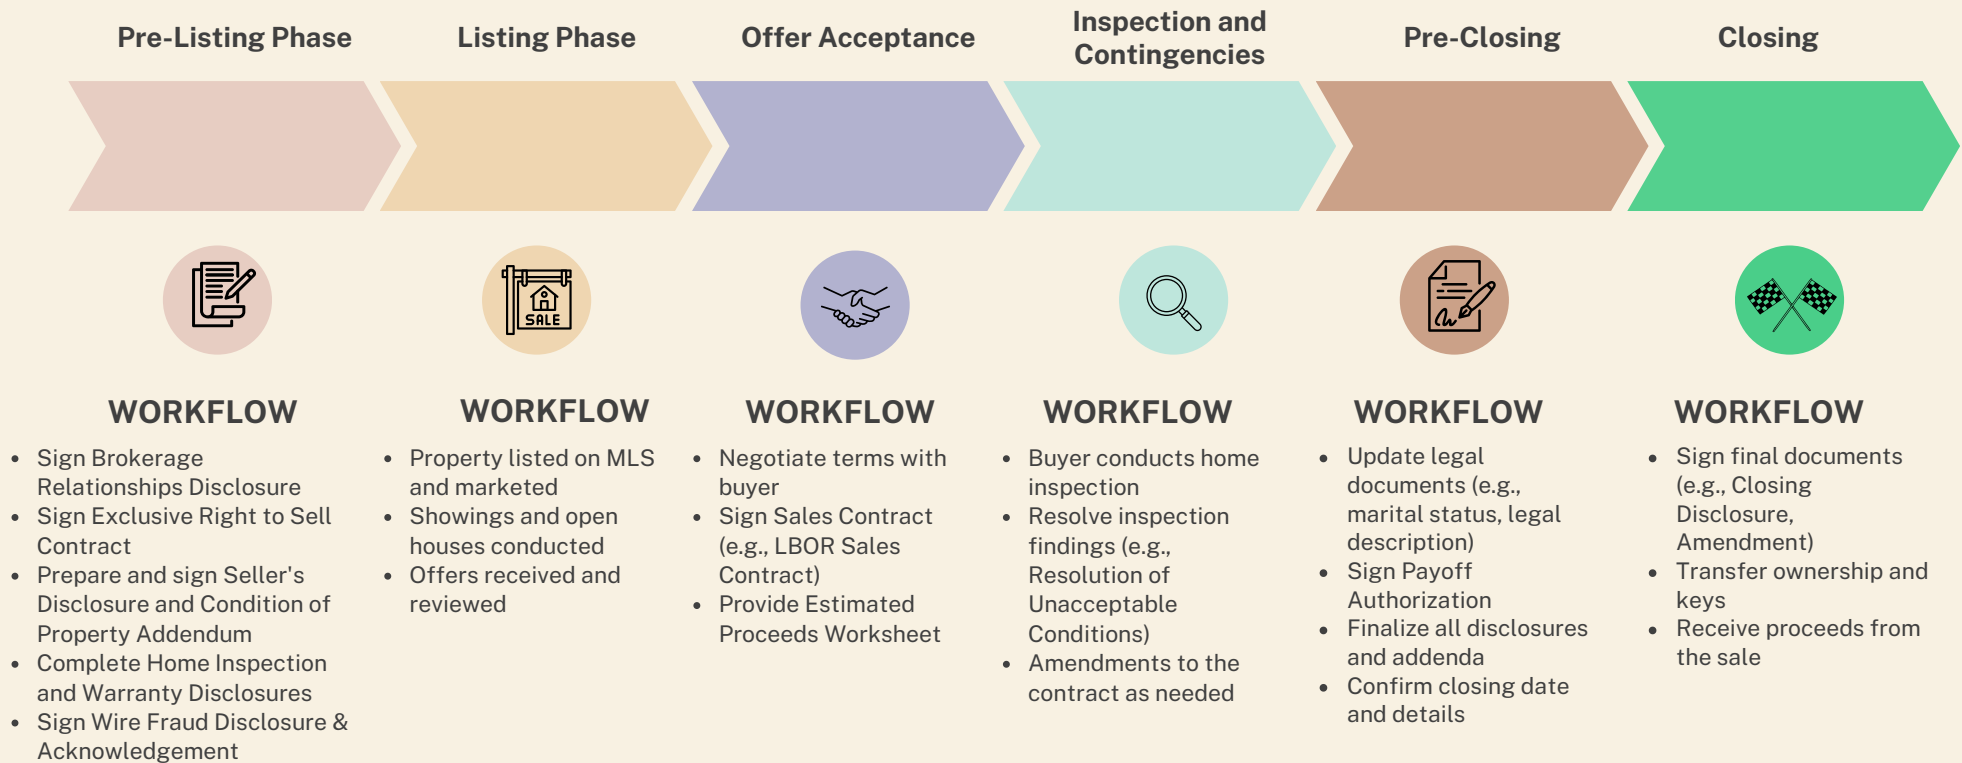 Pre-Listing Phase
Listing Phase
Offer Acceptance
Inspection and
Contingencies
Pre-Closing
Closing
SALE
WORKFLOW
• Sign Brokerage
Relationships Disclosure
• Sign Exclusive Right to Sell
Contract
• Prepare and sign Seller's
Disclosure and Condition of
Property Addendum
• Complete Home Inspection
and Warranty Disclosures
• Sign Wire Fraud Disclosure &
Acknowledgement
WORKFLOW
• Property listed on MLS
and marketed
• Showings and open
houses conducted
• Offers received and
reviewed
WORKFLOW
• Negotiate terms with
buyer
• Sign Sales Contract
(e.g., LBOR Sales
Contract)
• Provide Estimated
Proceeds Worksheet
WORKFLOW
• Buyer conducts home
inspection
• Resolve inspection
findings (e.g.,
Resolution of
Unacceptable
Conditions)
• Amendments to the
contract as needed
WORKFLOW
• Update legal
documents (e.g.,
marital status, legal
description)
• Sign Payoff
Authorization
• Finalize all disclosures
and addenda
• Confirm closing date
and details
WORKFLOW
• Sign final documents
(e.g., Closing
Disclosure,
Amendment)
• Transfer ownership and
keys
• Receive proceeds from
the sale